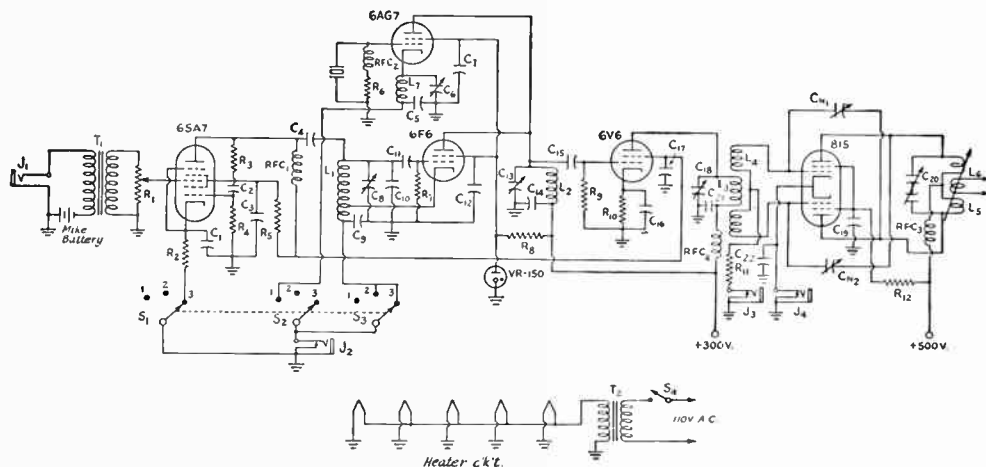 6AG7
RFC2
R6
L7
C5
C6
C7
6SA7
C4
6F6
6V6
815
J1
T1
R1
Mike Battery
R2
C1
R3
C2
C3
R4
R5
RFC1
L1
C8
C10
C11
R7
C9
C12
C13
C14
C15
L2
R8
VR-150
R9
R10
C16
C17
C18
C21
L3
L4
RFC4
C22
R11
J3
J4
CN1
CN2
C19
R12
C20
RFC3
L6
L5
+300V.
+500V.
1 2 3
S1
1 2 3
S2
1 2 3
S3
J2
T2
S4
110V A.C.
Heater ck't.